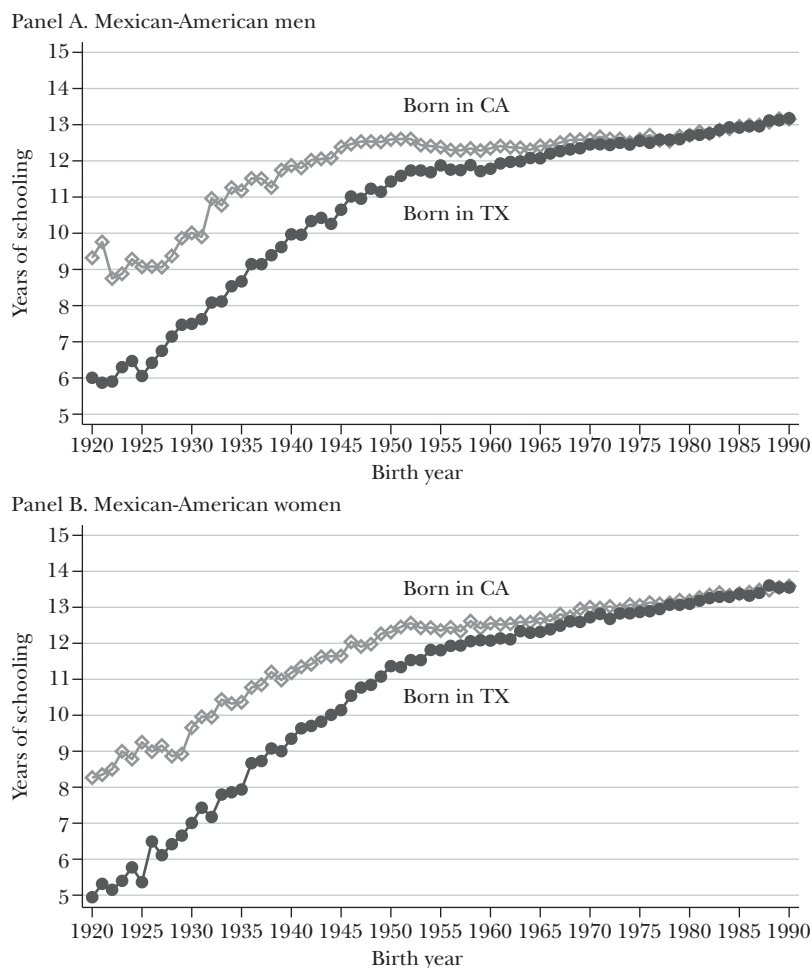 Panel A. Mexican-American men
15
14
13
12
11
10
9
8
7
6
5
Years of schooling
Born in CA
Born in TX
1920 1925 1930 1935 1940 1945 1950 1955 1960 1965 1970 1975 1980 1985 1990
Birth year
Panel B. Mexican-American women
15
14
13
12
11
10
9
8
7
6
5
Years of schooling
Born in CA
Born in TX
1920 1925 1930 1935 1940 1945 1950 1955 1960 1965 1970 1975 1980 1985 1990
Birth year